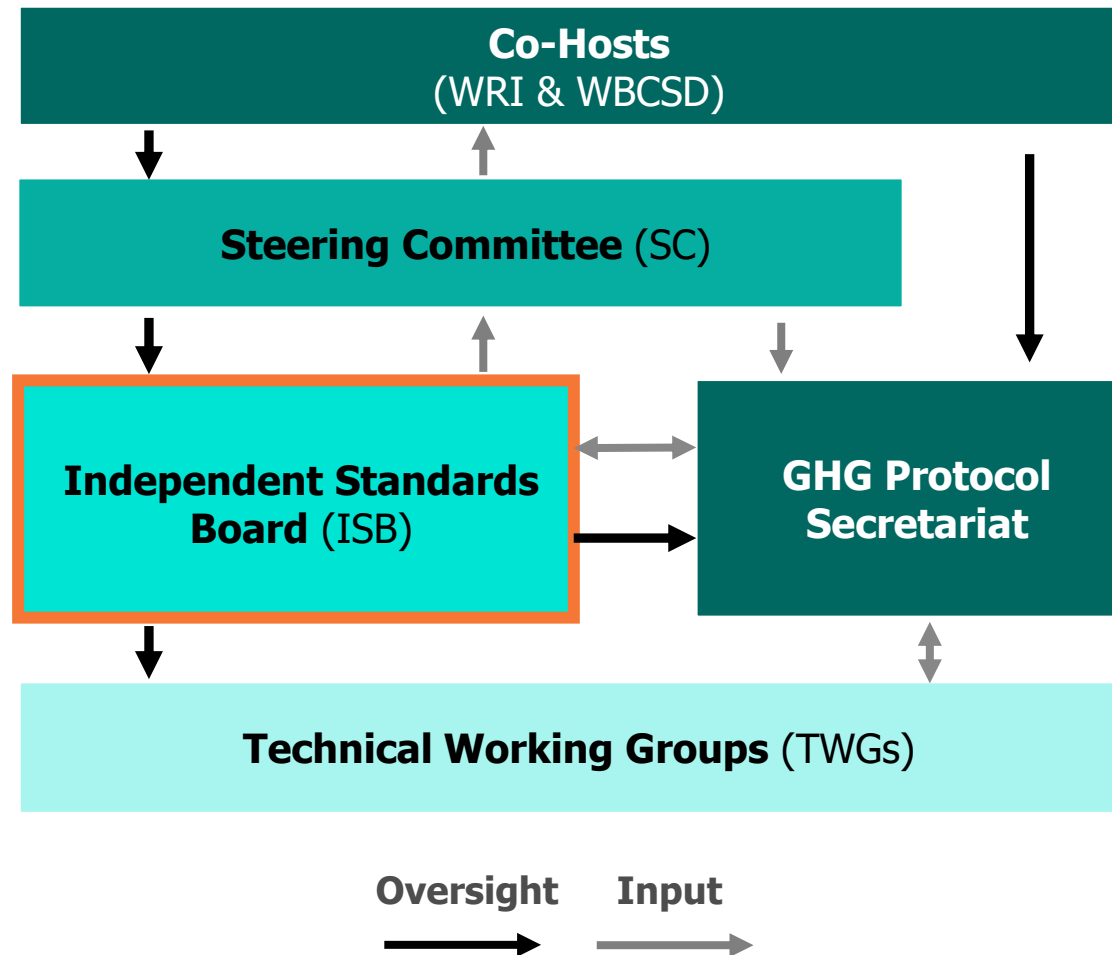 Co-Hosts
(WRI & WBCSD)
Steering Committee (SC)
Independent Standards
Board (ISB)
GHG Protocol
Secretariat
Technical Working Groups (TWGs)
Oversight
Input